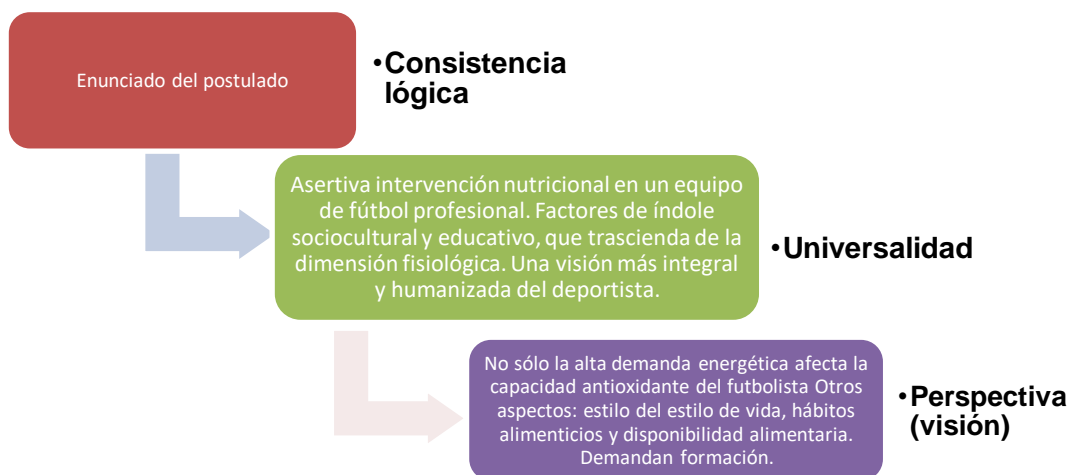 Enunciado del postulado
•Consistencia
lógica
Asertiva intervención nutricional en un equipo
de fútbol profesional. Factores de índole
sociocultural y educativo, que trascienda de la
dimensión fisiológica. Una visión más integral
y humanizada del deportista.
•Universalidad
No sólo la alta demanda energética afecta la
capacidad antioxidante del futbolista Otros
aspectos: estilo del estilo de vida, hábitos
alimenticios y disponibilidad alimentaria.
Demandan formación.
•Perspectiva
(visión)